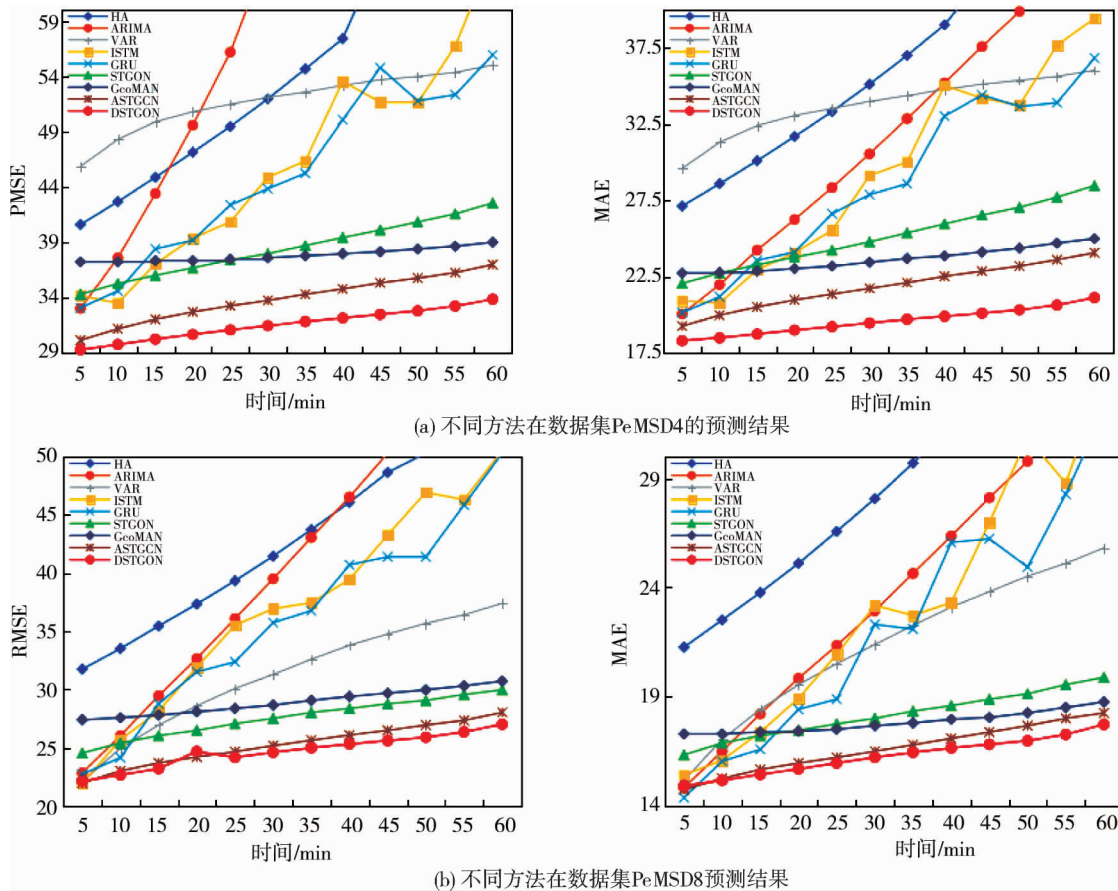 59
54
49
44
39
34
29
PMSE
HA
ARIMA
VAR
ISTM
GRU
STGON
GcoMAN
ASTGCN
DSTGON
5 10 15 20 25 30 35 40 45 50 55 60
时间/min
37.5
32.5
27.5
22.5
17.5
MAE
HA
ARIMA
VAR
ISTM
GRU
STGON
GcoMAN
ASTGCN
DSTGON
5 10 15 20 25 30 35 40 45 50 55 60
时间/min
(a) 不同方法在数据集PeMSD4的预测结果
50
45
40
35
30
25
20
RMSE
HA
ARIMA
VAR
ISTM
GRU
STGON
GcoMAN
ASTGCN
DSTGON
5 10 15 20 25 30 35 40 45 50 55 60
时间/min
29
24
19
14
MAE
HA
ARIMA
VAR
ISTM
GRU
STGON
GcoMAN
ASTGCN
DSTGON
5 10 15 20 25 30 35 40 45 50 55 60
时间/min
(b) 不同方法在数据集PeMSD8预测结果